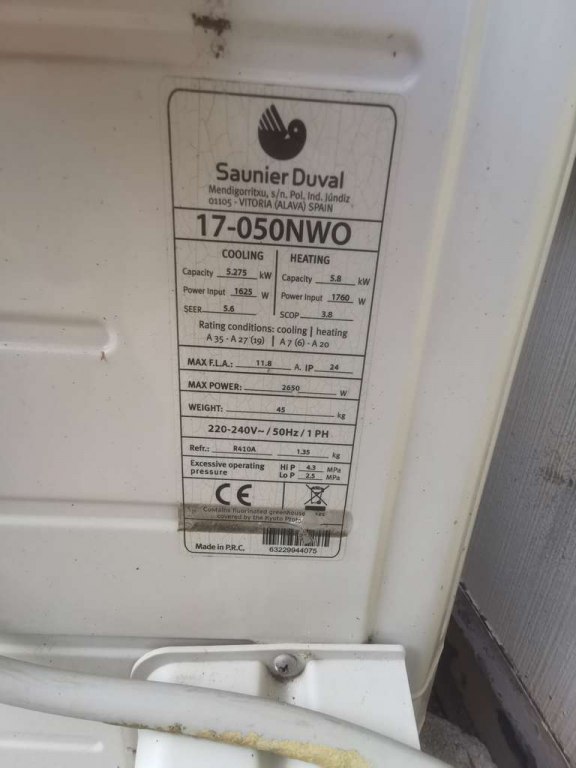 Saunier Duval
Mendigorritxu, s/n. Pol. Ind. Júndiz
01105 - VITORIA (ALAVA) SPAIN
17-050NWO
COOLING HEATING
Capacity 5.275 kW Capacity 5.8 kW
Power Input 1625 W Power Input 1760 W
SEER 5.6 SCOP 3.8
Rating conditions: cooling | heating
A 35 - A 27 (19) | A 7 (6) - A 20
MAX F.L.A.: 11.8 A. IP 24
MAX POWER: 2650 W
WEIGHT: 45 kg
220-240V~ / 50Hz / 1 PH
Refr.: R410A 1.35 kg
Excessive operating pressure Hi P 4.3 MPa
Lo P 2.5 MPa
CE
Contains fluorinated greenhouse
covered by the Kyoto Proto
Made in P.R.C.
63229944075